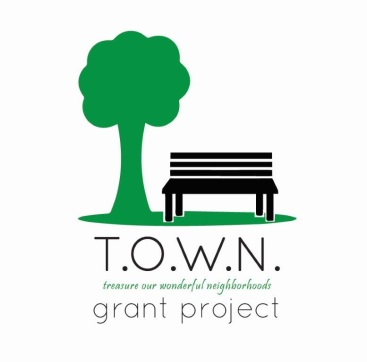 T.O.W.N.
treasure our wonderful neighborhoods
grant project